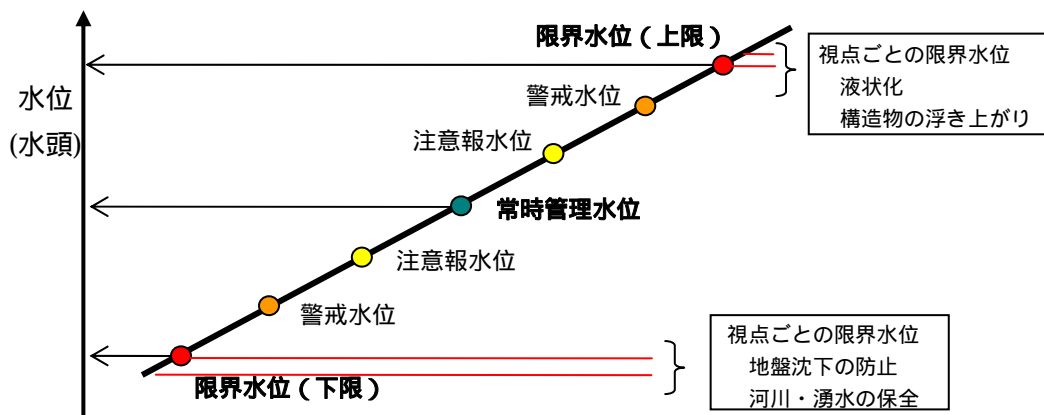 限界水位（上限）
視点ごとの限界水位
液状化
構造物の浮き上がり
水位
(水頭)
警戒水位
注意報水位
常時管理水位
注意報水位
警戒水位
限界水位（下限）
視点ごとの限界水位
地盤沈下の防止
河川・湧水の保全